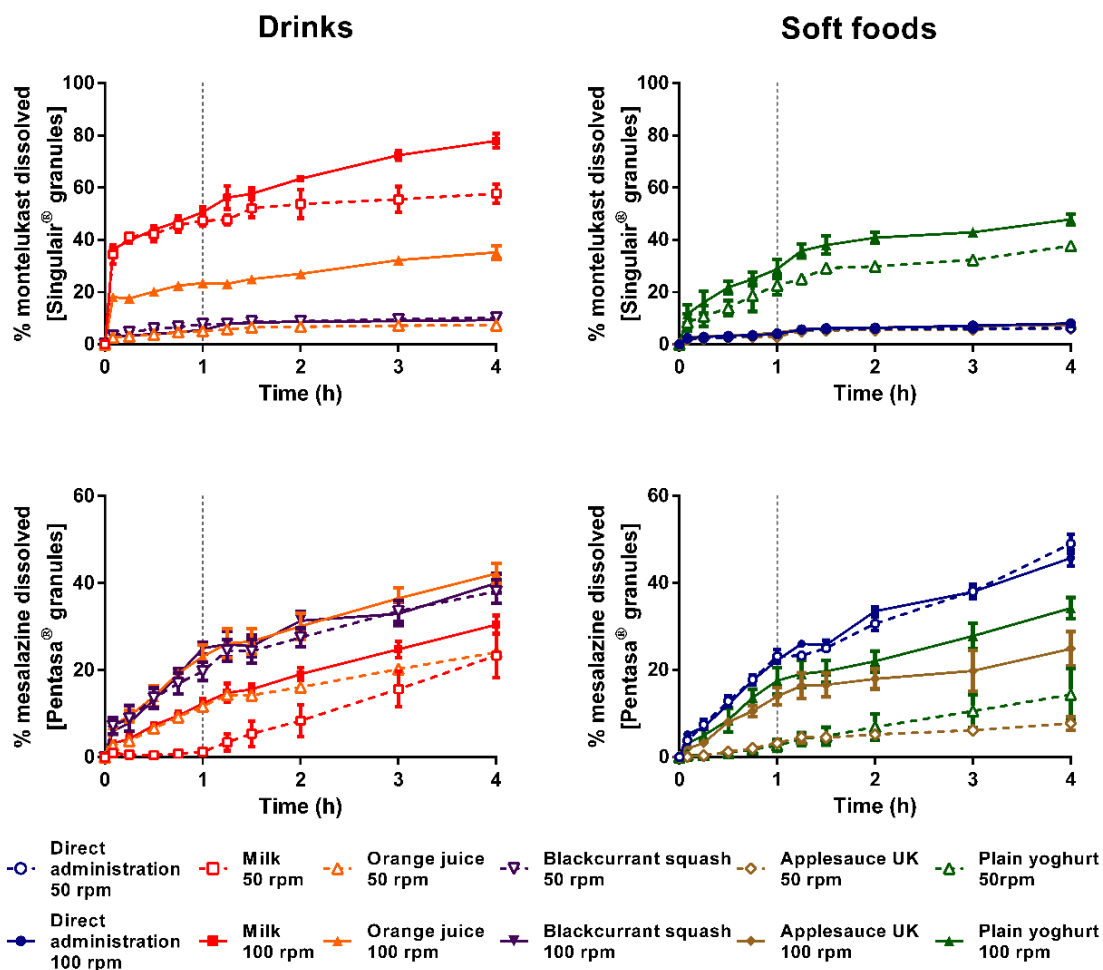 Drinks
Soft foods
% montelukast dissolved
[Singulair® granules]
100
80
60
40
20
0
0 1 2 3 4
Time (h)
% montelukast dissolved
[Singulair® granules]
100
80
60
40
20
0
0 1 2 3 4
Time (h)
% mesalazine dissolved
[Pentasa® granules]
60
40
20
0
0 1 2 3 4
Time (h)
% mesalazine dissolved
[Pentasa® granules]
60
40
20
0
0 1 2 3 4
Time (h)
Direct
administration
50 rpm
Milk
50 rpm
Orange juice
50 rpm
Blackcurrant squash
50 rpm
Applesauce UK
50 rpm
Plain yoghurt
50rpm
Direct
administration
100 rpm
Milk
100 rpm
Orange juice
100 rpm
Blackcurrant squash
100 rpm
Applesauce UK
100 rpm
Plain yoghurt
100 rpm